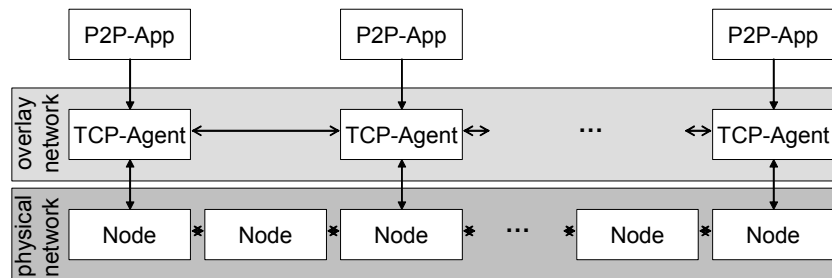 P2P-App
P2P-App
P2P-App
overlay
network
TCP-Agent
TCP-Agent
...
TCP-Agent
physical
network
Node
Node
Node
...
Node
Node